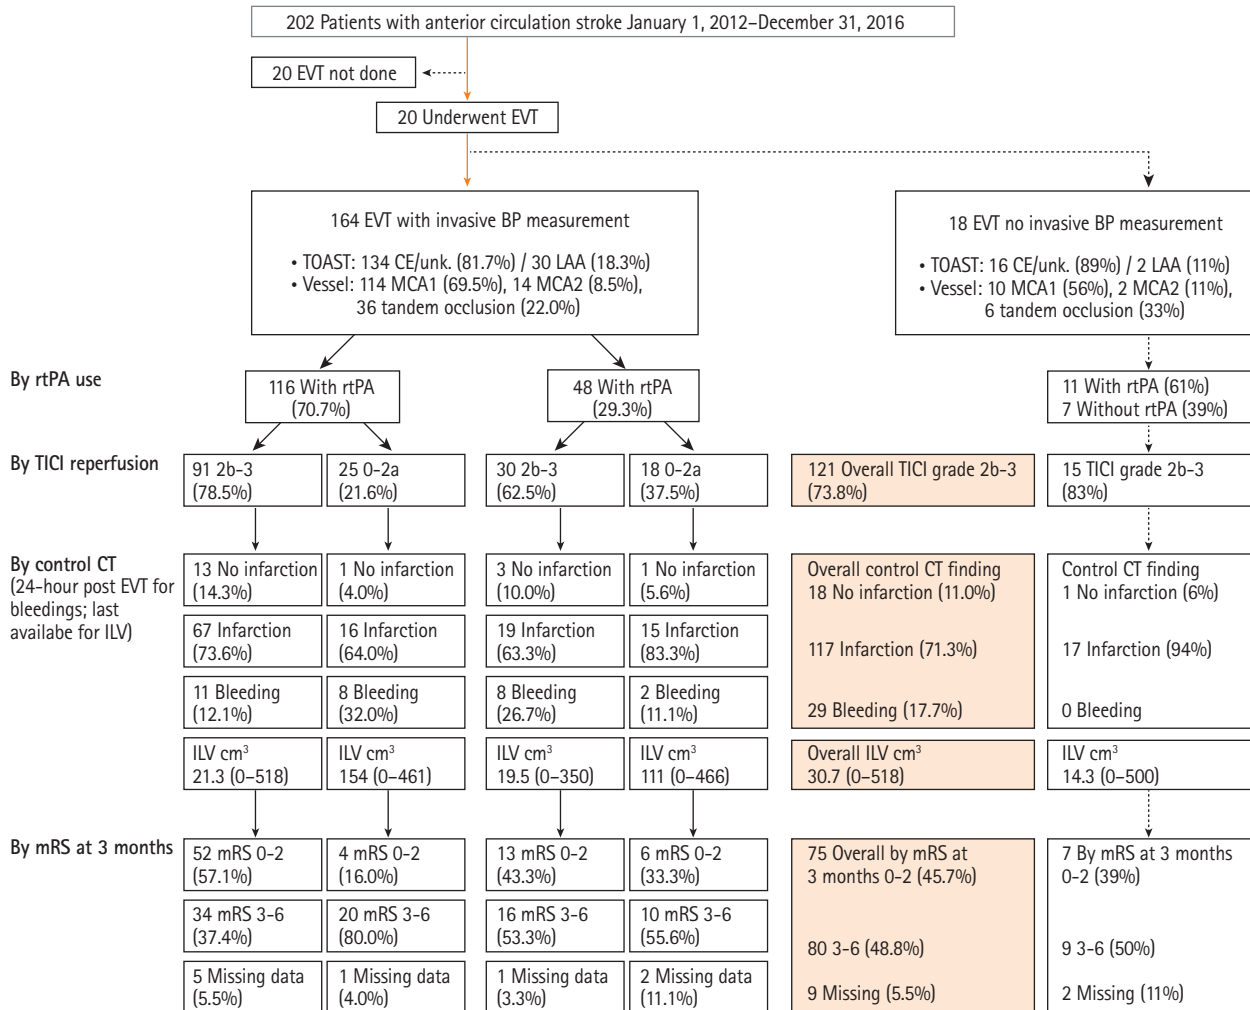 202 Patients with anterior circulation stroke January 1, 2012–December 31, 2016
20 EVT not done
20 Underwent EVT
164 EVT with invasive BP measurement
• TOAST: 134 CE/unk. (81.7%) / 30 LAA (18.3%)
• Vessel: 114 MCA1 (69.5%), 14 MCA2 (8.5%),
36 tandem occlusion (22.0%)
18 EVT no invasive BP measurement
• TOAST: 16 CE/unk. (89%) / 2 LAA (11%)
• Vessel: 10 MCA1 (56%), 2 MCA2 (11%),
6 tandem occlusion (33%)
By rtPA use
116 With rtPA
(70.7%)
48 With rtPA
(29.3%)
11 With rtPA (61%)
7 Without rtPA (39%)
By TICI reperfusion
91 2b-3
(78.5%)
25 0-2a
(21.6%)
30 2b-3
(62.5%)
18 0-2a
(37.5%)
121 Overall TICI grade 2b-3
(73.8%)
15 TICI grade 2b-3
(83%)
By control CT
(24-hour post EVT for
bleedings; last
availabe for ILV)
13 No infarction
(14.3%)
1 No infarction
(4.0%)
3 No infarction
(10.0%)
1 No infarction
(5.6%)
Overall control CT finding
18 No infarction (11.0%)
Control CT finding
1 No infarction (6%)
67 Infarction
(73.6%)
16 Infarction
(64.0%)
19 Infarction
(63.3%)
15 Infarction
(83.3%)
117 Infarction (71.3%)
17 Infarction (94%)
11 Bleeding
(12.1%)
8 Bleeding
(32.0%)
8 Bleeding
(26.7%)
2 Bleeding
(11.1%)
29 Bleeding (17.7%)
0 Bleeding
ILV cm³
21.3 (0–518)
ILV cm³
154 (0–461)
ILV cm³
19.5 (0–350)
ILV cm³
111 (0–466)
Overall ILV cm³
30.7 (0–518)
ILV cm³
14.3 (0–500)
By mRS at 3 months
52 mRS 0-2
(57.1%)
4 mRS 0-2
(16.0%)
13 mRS 0-2
(43.3%)
6 mRS 0-2
(33.3%)
75 Overall by mRS at
3 months 0-2 (45.7%)
7 By mRS at 3 months
0-2 (39%)
34 mRS 3-6
(37.4%)
20 mRS 3-6
(80.0%)
16 mRS 3-6
(53.3%)
10 mRS 3-6
(55.6%)
80 3-6 (48.8%)
9 3-6 (50%)
5 Missing data
(5.5%)
1 Missing data
(4.0%)
1 Missing data
(3.3%)
2 Missing data
(11.1%)
9 Missing (5.5%)
2 Missing (11%)